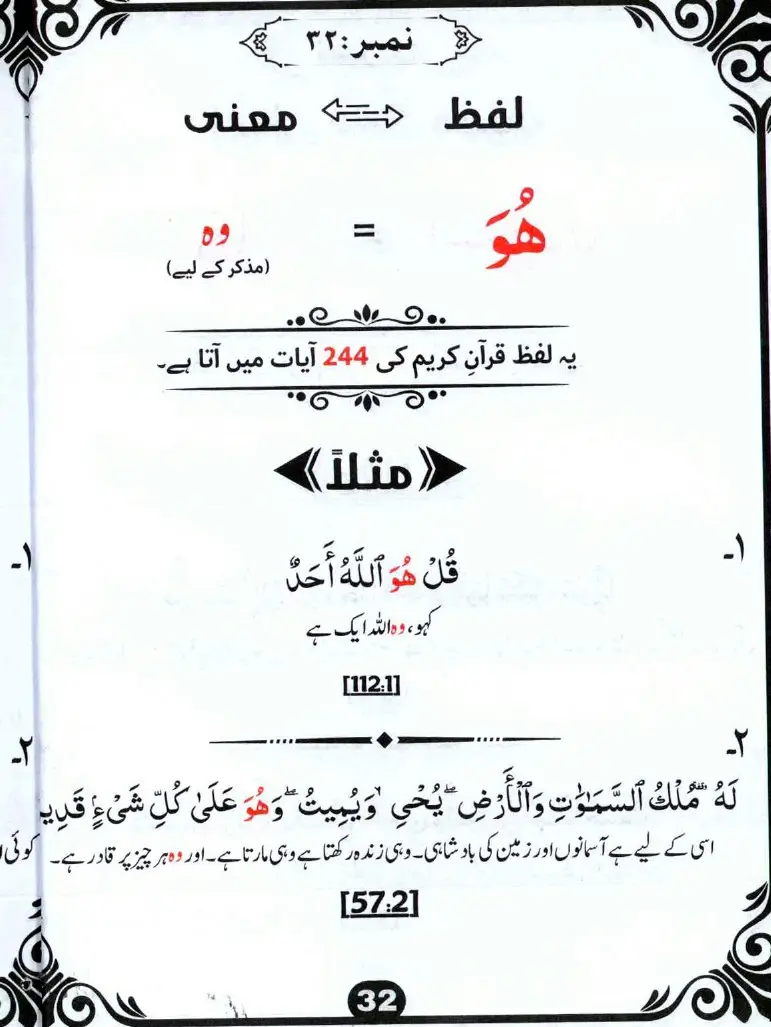 نمبر:۳۲
لفظ معنی
هُوَ = وہ
(مذکر کے لیے)
یہ لفظ قرآنِ کریم کی 244 آیات میں آتا ہے۔
مثلاً
۱۔
قُلْ هُوَ ٱللَّهُ أَحَدٌ
کہو، وہ اللہ ایک ہے
[112:1]
۲۔
لَهُۥ مُلْكُ ٱلسَّمَـٰوَٰتِ وَٱلْأَرْضِ ۖ يُحْىِۦ وَيُمِيتُ ۖ وَهُوَ عَلَىٰ كُلِّ شَىْءٍۢ
اسی کے لیے ہے آسمانوں اور زمین کی بادشاہی۔ وہی زندہ رکھتا ہے وہی مارتا ہے۔ اور وہ ہر چیز پر قادر ہے۔
[57:2]
32
۱۔
۲۔
کوئی